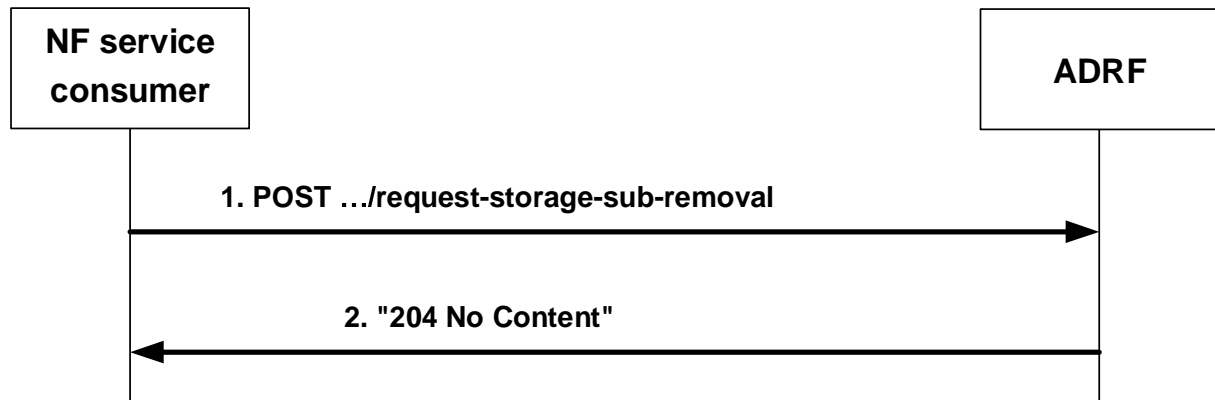 NF service
consumer
ADRF
1. POST …/request-storage-sub-removal
2. "204 No Content"